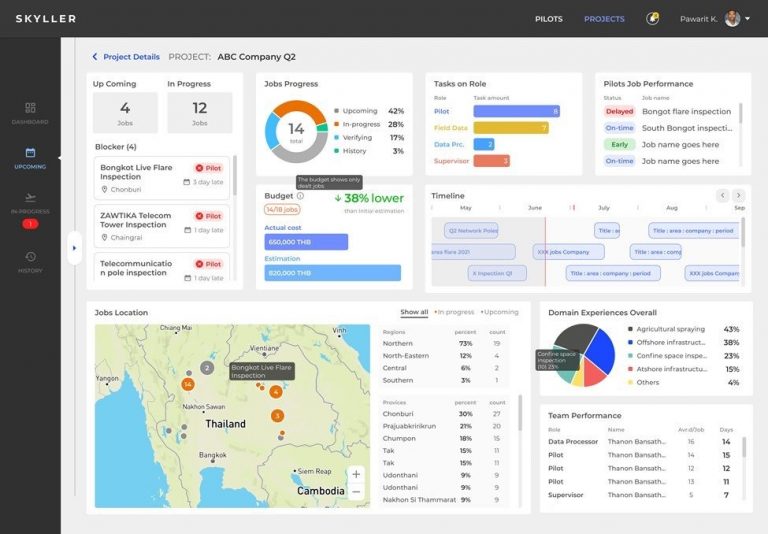 SKYLLER
PILOTS
PROJECTS
Pawarit K.
DASHBOARD
UPCOMING
IN-PROGRESS
1
HISTORY
Project Details
PROJECT: ABC Company Q2
Up Coming
In Progress
4
Jobs
12
Jobs
Blocker (4)
Bongkot Live Flare
Inspection
Pilot
Chonburi
3 day late
ZAWTIKA Telecom
Tower Inspection
Pilot
Chaingrai
1 day late
Telecommunicatio
n pole inspection
Pilot
1 day late
Jobs Progress
14
total
Upcoming 42%
In-progress 28%
Verifying 17%
History 3%
The budget shows only
dealt jobs
Budget
14/18 jobs
38% lower
than Initial estimation
Actual cost
650,000 THB
Estimation
820,000 THB
Tasks on Role
Role Task amount
Pilot 8
Field Data 7
Data Prc. 2
Supervisor 3
Pilots Job Performance
Status Job name
Delayed Bongot flare inspection
On-time South Bongot inspecti...
Early Job name goes here
On-time Job name goes here
Timeline
May June July Aug Sep
Q2 Network Poles
Title : a
Title : area : company : period
area flare 2021
XXX jobs Company
Title : area : comp
X Inpection Q1
Title : area : company : period
XXX jobs Com
Jobs Location
Show all
In progress
Upcoming
Chiang Mai
Vinh
Vientiane
2
Bongkot Live Flare
Inspection
Yangon
14
4
Nakhon Sawan
3
Thailand
Bangkok
Siem Reap
Cambodia
Regions percent count
Northern 73% 19
North-Eastern 12% 4
Central 6% 2
Southern 3% 1
Provices percent count
Chonburi 30% 27
Prajuabkririkrun 21% 20
Chumpon 18% 15
Tak 15% 11
Tak 15% 11
Udonthani 9% 9
Udonthani 9% 9
Nakhon Si Thammarat 9% 9
Domain Experiences Overall
Confine space
Inspection
(10) 23%
Agricultural spraying 43%
Offshore infrastruct... 38%
Confine space inspe... 23%
Atshore infrastructu... 15%
Others 4%
Team Performance
Role Name Avr.d/Job Days
Data Processor Thanon Bansath... 16 14
Pilot Thanon Bansath... 14 15
Pilot Thanon Bansath... 12 12
Pilot Thanon Bansath... 13 11
Supervisor Thanon Bansath... 5 7